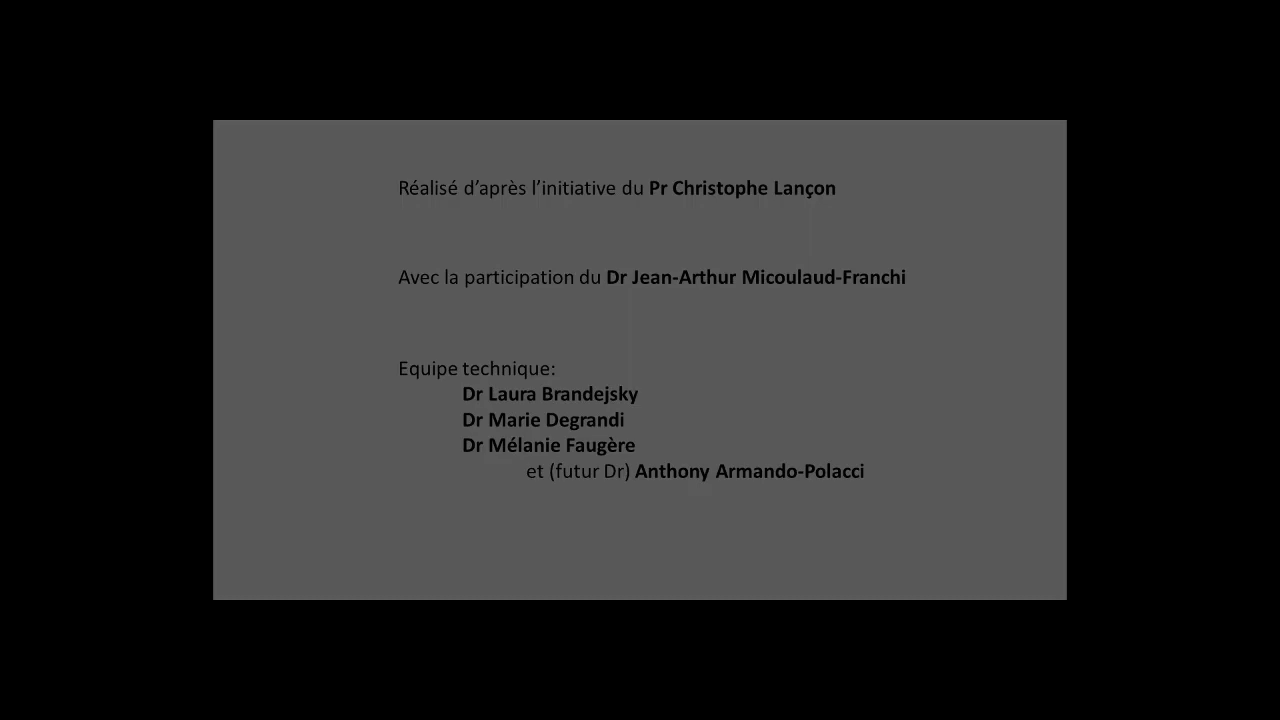 Réalisé d’après l’initiative du Pr Christophe Lançon
Avec la participation du Dr Jean-Arthur Micoulaud-Franchi
Equipe technique:
Dr Laura Brandejsky
Dr Marie Degrandi
Dr Mélanie Faugère
et (futur Dr) Anthony Armando-Polacci